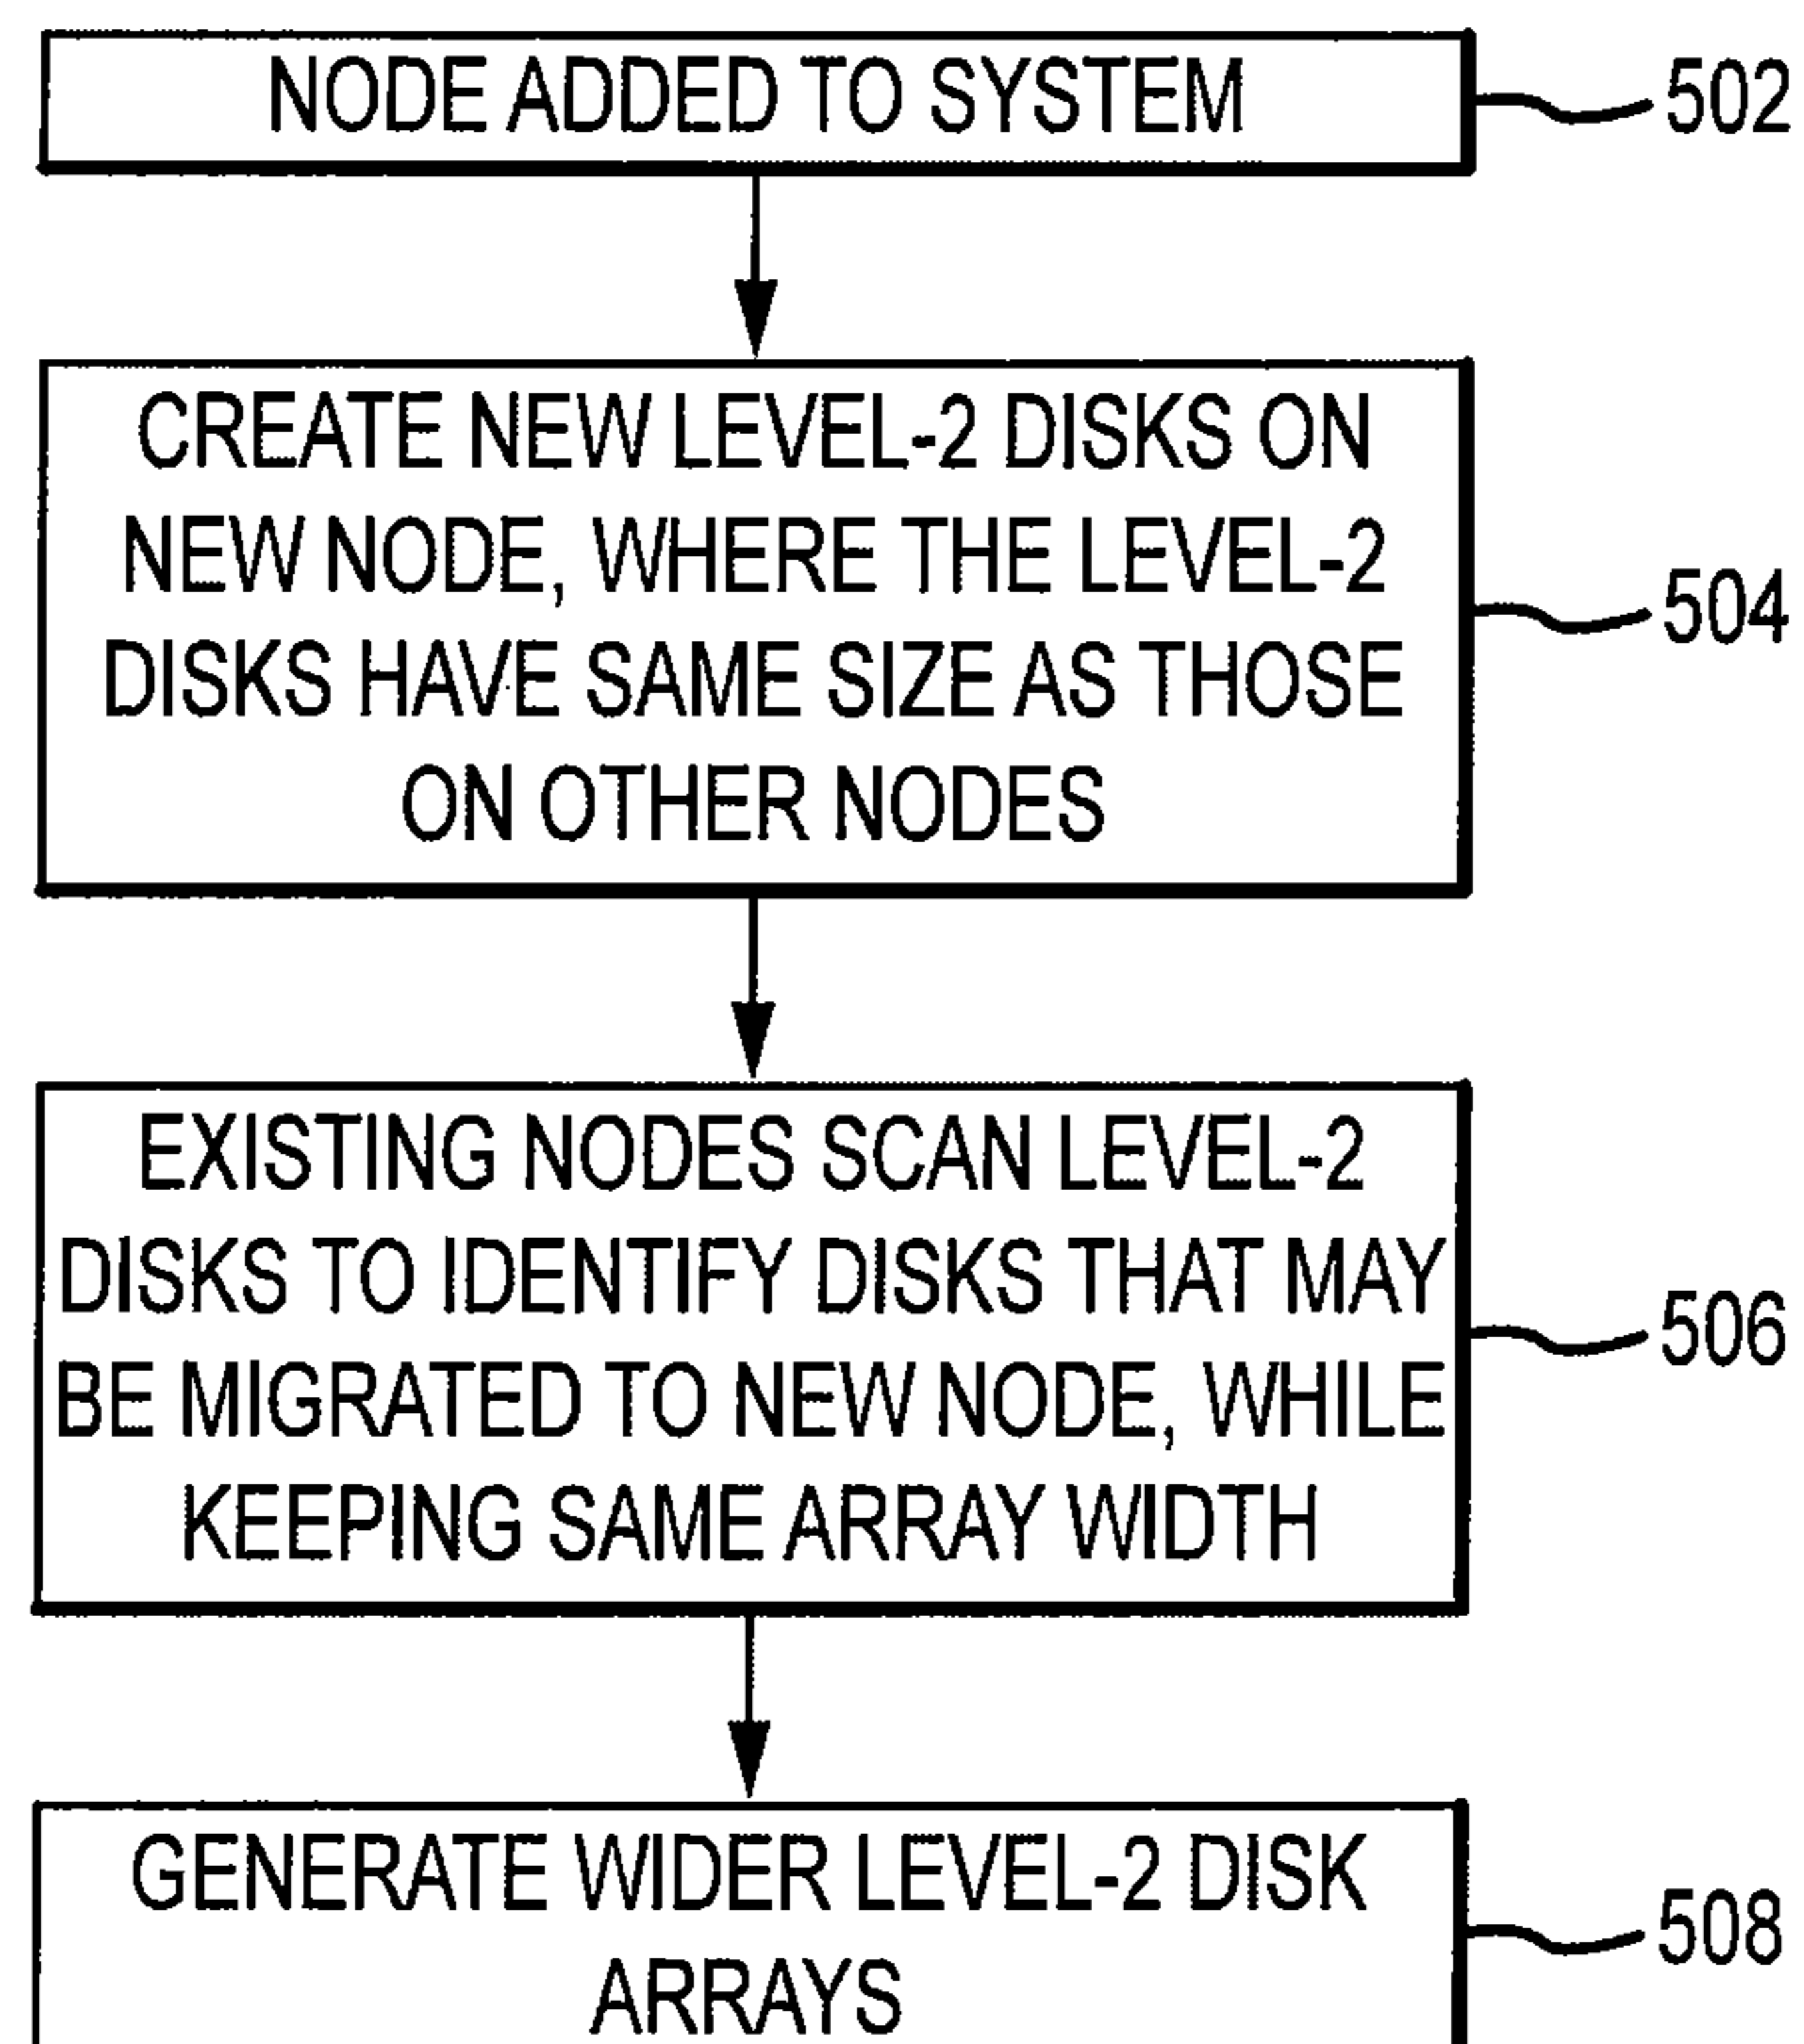 NODE ADDED TO SYSTEM
502
CREATE NEW LEVEL-2 DISKS ON
NEW NODE, WHERE THE LEVEL-2
DISKS HAVE SAME SIZE AS THOSE
ON OTHER NODES
504
EXISTING NODES SCAN LEVEL-2
DISKS TO IDENTIFY DISKS THAT MAY
BE MIGRATED TO NEW NODE, WHILE
KEEPING SAME ARRAY WIDTH
506
GENERATE WIDER LEVEL-2 DISK
ARRAYS
508